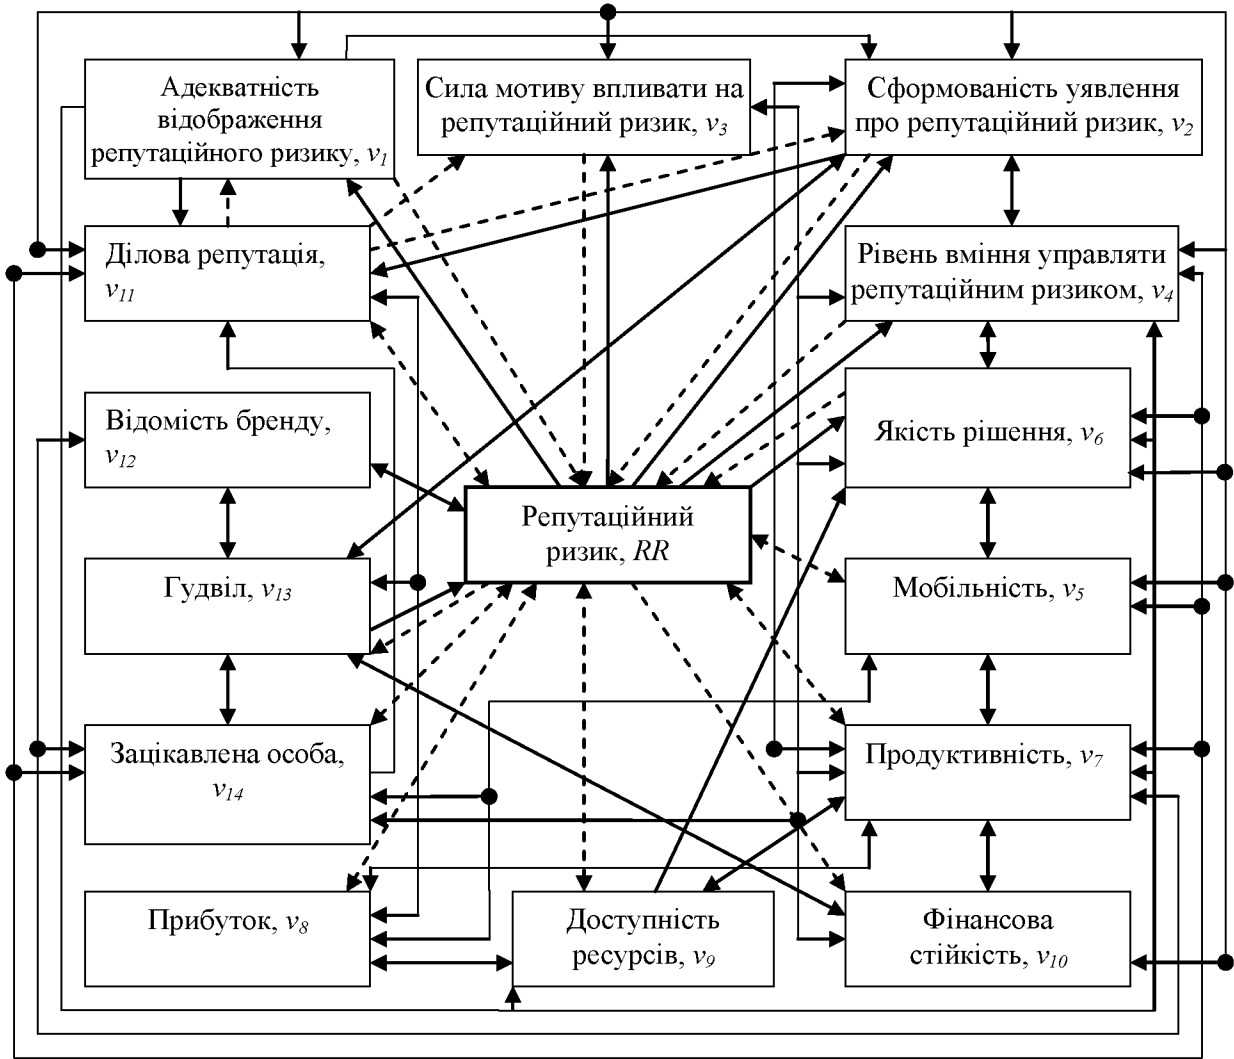 Адекватність
відображення
репутаційного ризику, v1
Сила мотиву впливати на
репутаційний ризик, v3
Сформованість уявлення
про репутаційний ризик, v2
Ділова репутація,
v11
Рівень вміння управляти
репутаційним ризиком, v4
Відомість бренду,
v12
Якість рішення, v6
Репутаційний
ризик, RR
Гудвіл, v13
Мобільність, v5
Зацікавлена особа,
v14
Продуктивність, v7
Прибуток, v8
Доступність
ресурсів, v9
Фінансова
стійкість, v10